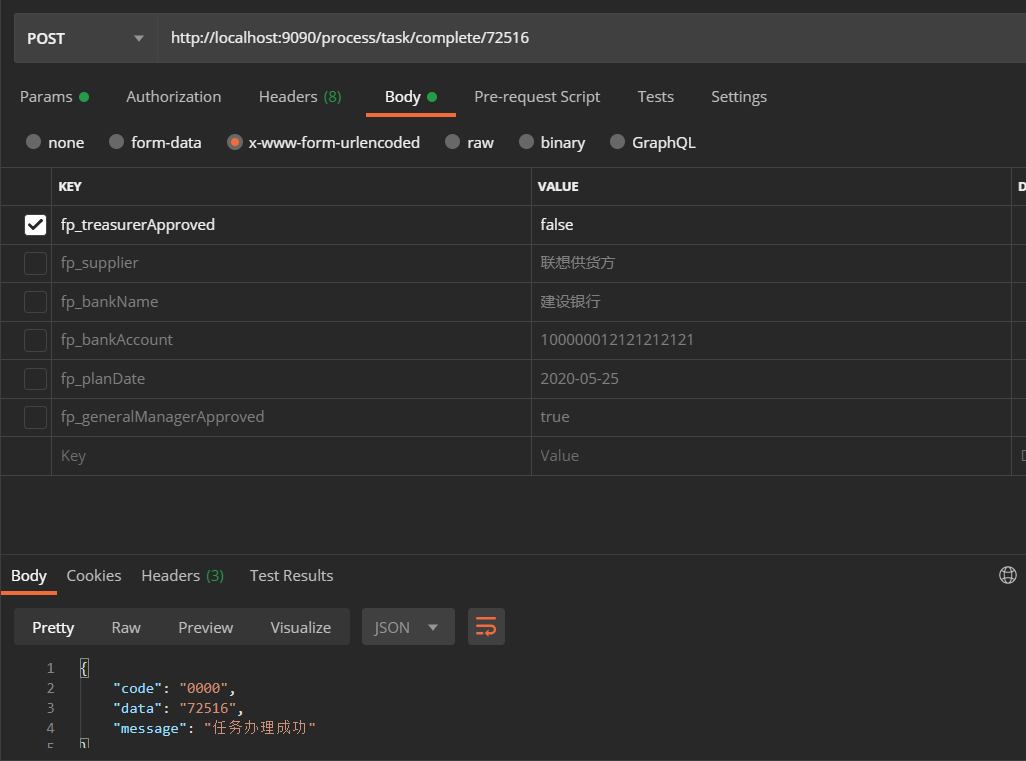 POST http://localhost:9090/process/task/complete/72516
Params Authorization Headers (8) Body Pre-request Script Tests Settings
none form-data x-www-form-urlencoded raw binary GraphQL
KEY VALUE D
fp_treasurerApproved false
fp_supplier 联想供货方
fp_bankName 建设银行
fp_bankAccount 100000012121212121
fp_planDate 2020-05-25
fp_generalManagerApproved true
Key Value D
Body Cookies Headers (3) Test Results
Pretty Raw Preview Visualize JSON
1 {
2 "code": "0000",
3 "data": "72516",
4 "message": "任务办理成功"
5 }